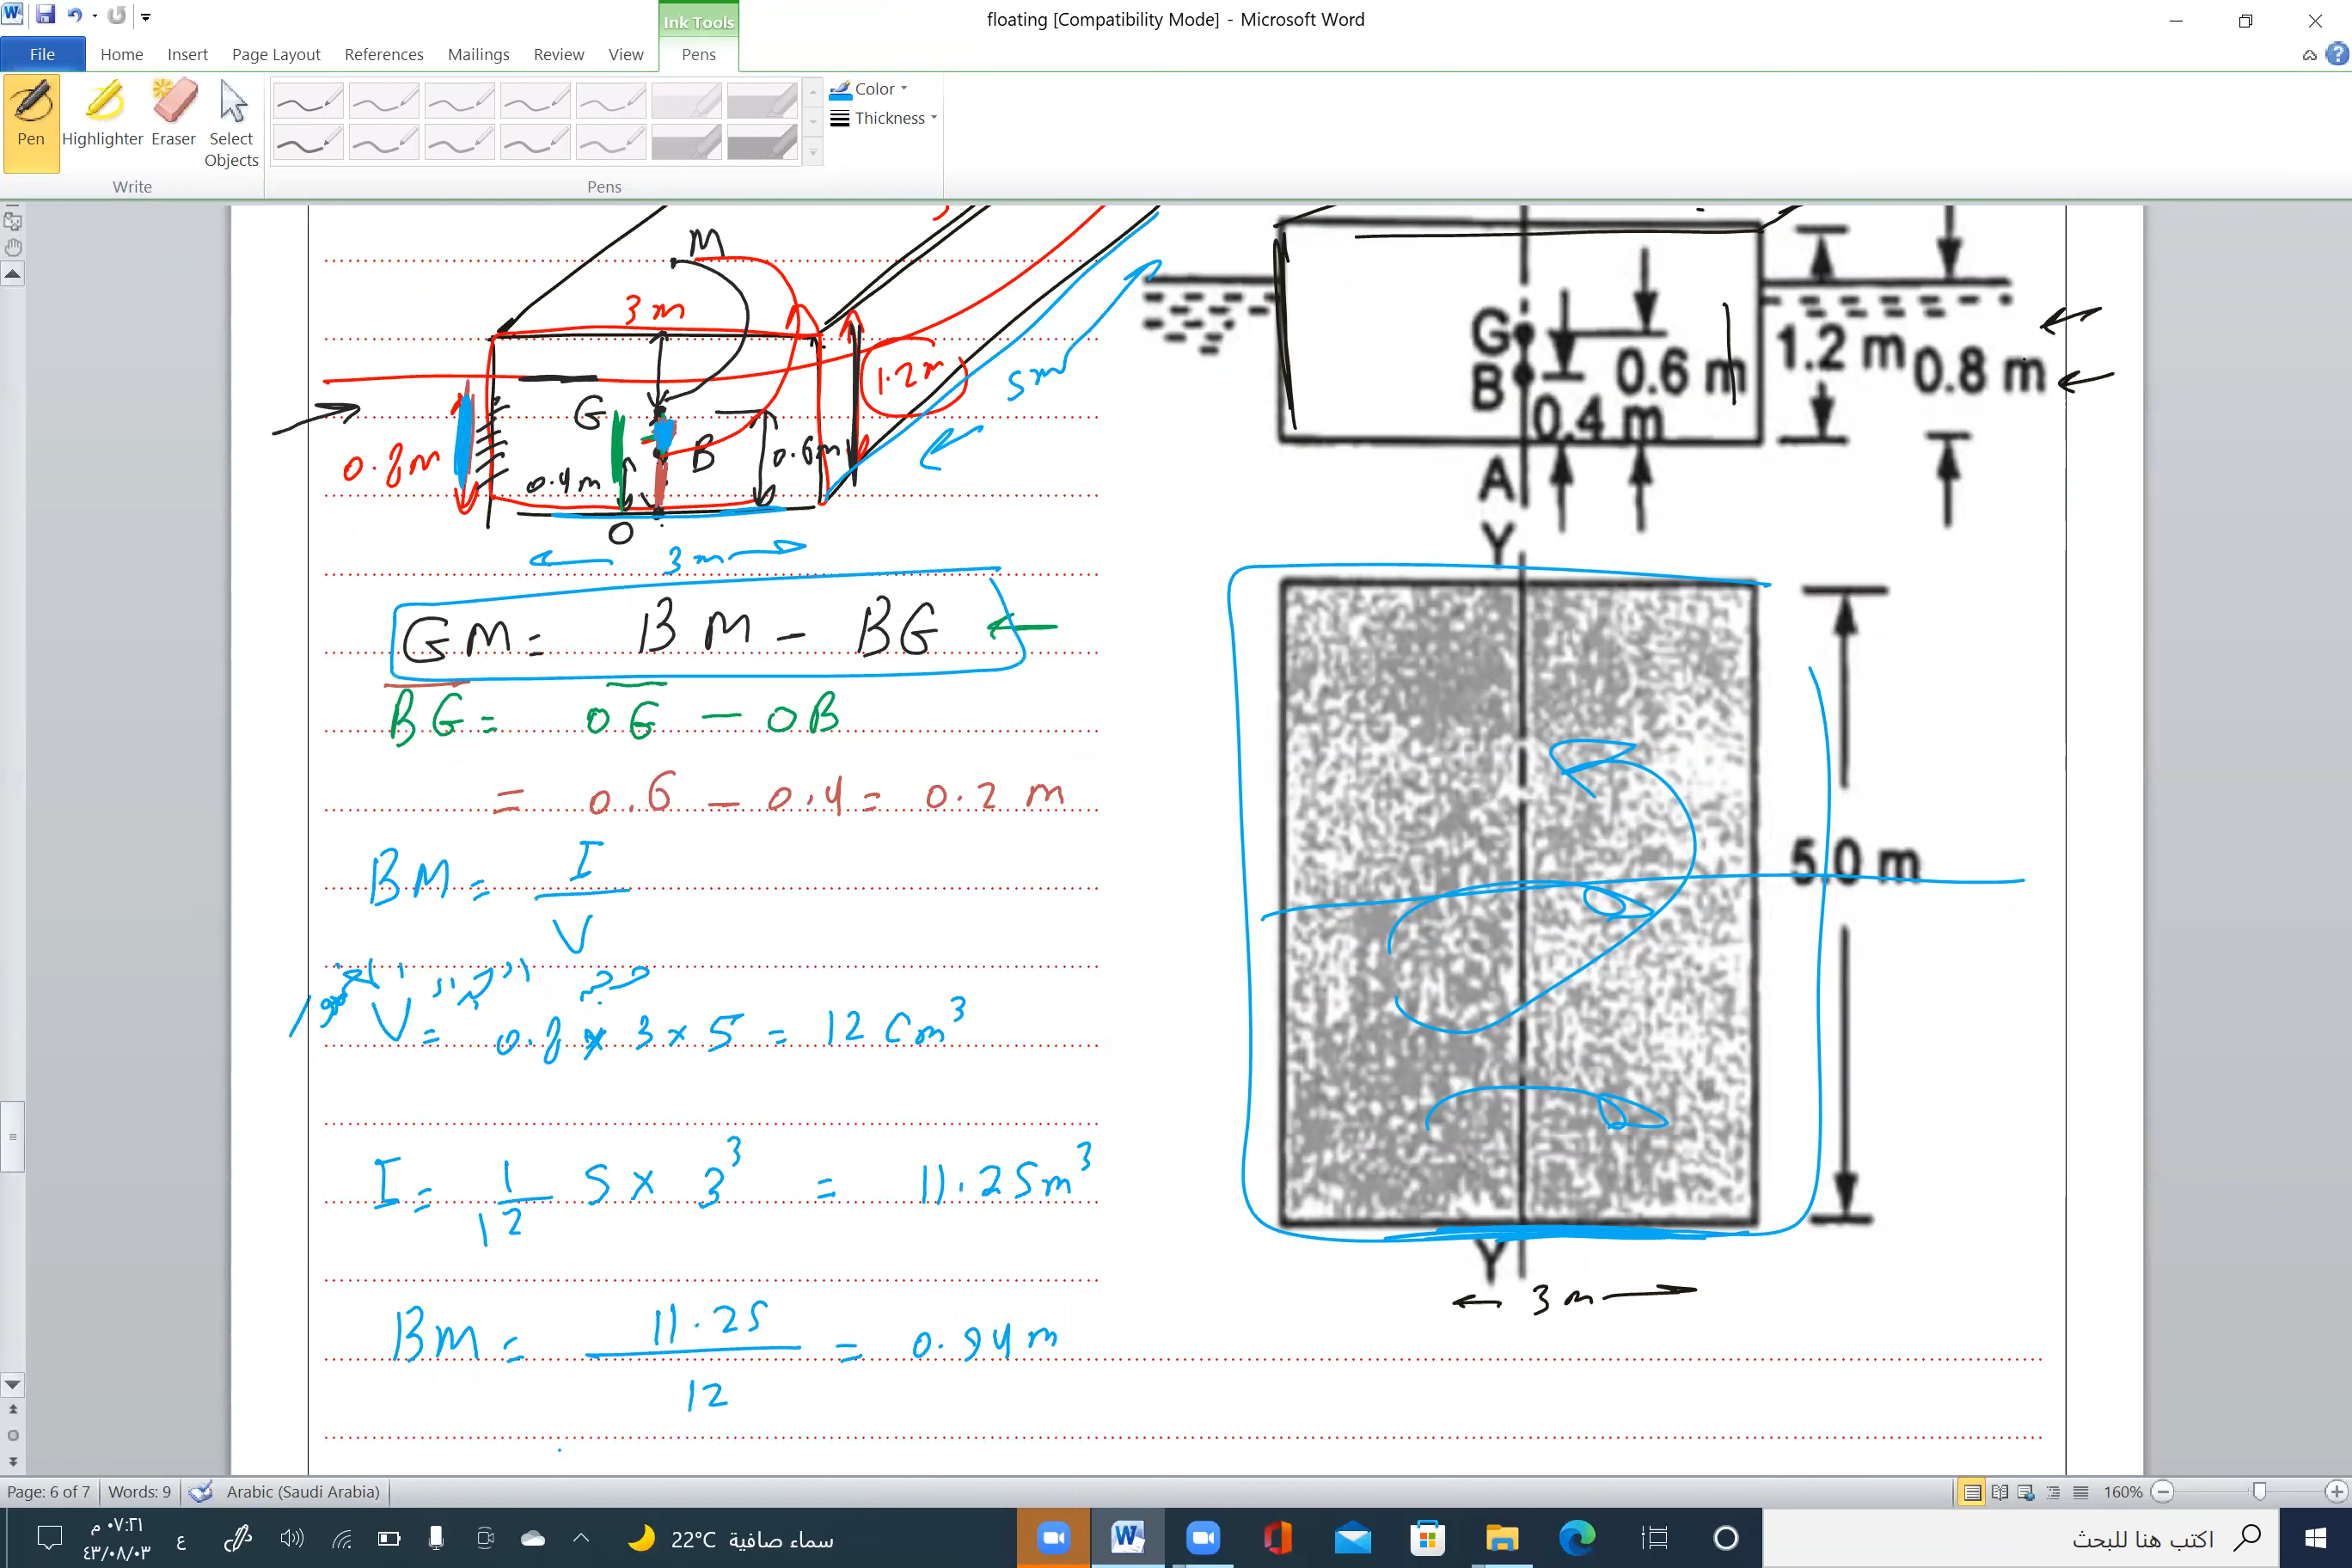 floating [Compatibility Mode] - Microsoft Word
Ink Tools
File Home Insert Page Layout References Mailings Review View Pens
Pen Highlighter Eraser Select Objects
Color
Thickness
Write Pens
M
3 m
1.2 m
5 m
G
B
0.8 m
0.4 m
0.6 m
O
3 m
G
B
0.6 m
0.4 m
1.2 m
0.8 m
A
Y
5.0 m
Y
3 m
GM = BM - BG
BG = OG - OB
= 0.6 - 0.4 = 0.2 m
BM = I / V
V = 0.8 x 3 x 5 = 12 Cm³
I = 1/12 5 x 3³ = 11.25 m³
BM = 11.25 / 12 = 0.94 m
Page: 6 of 7 Words: 9 Arabic (Saudi Arabia) 160%
٠٧:٢١ م
٤٣/٠٨/٠٣
ع
22°C سماء صافية
اكتب هنا للبحث